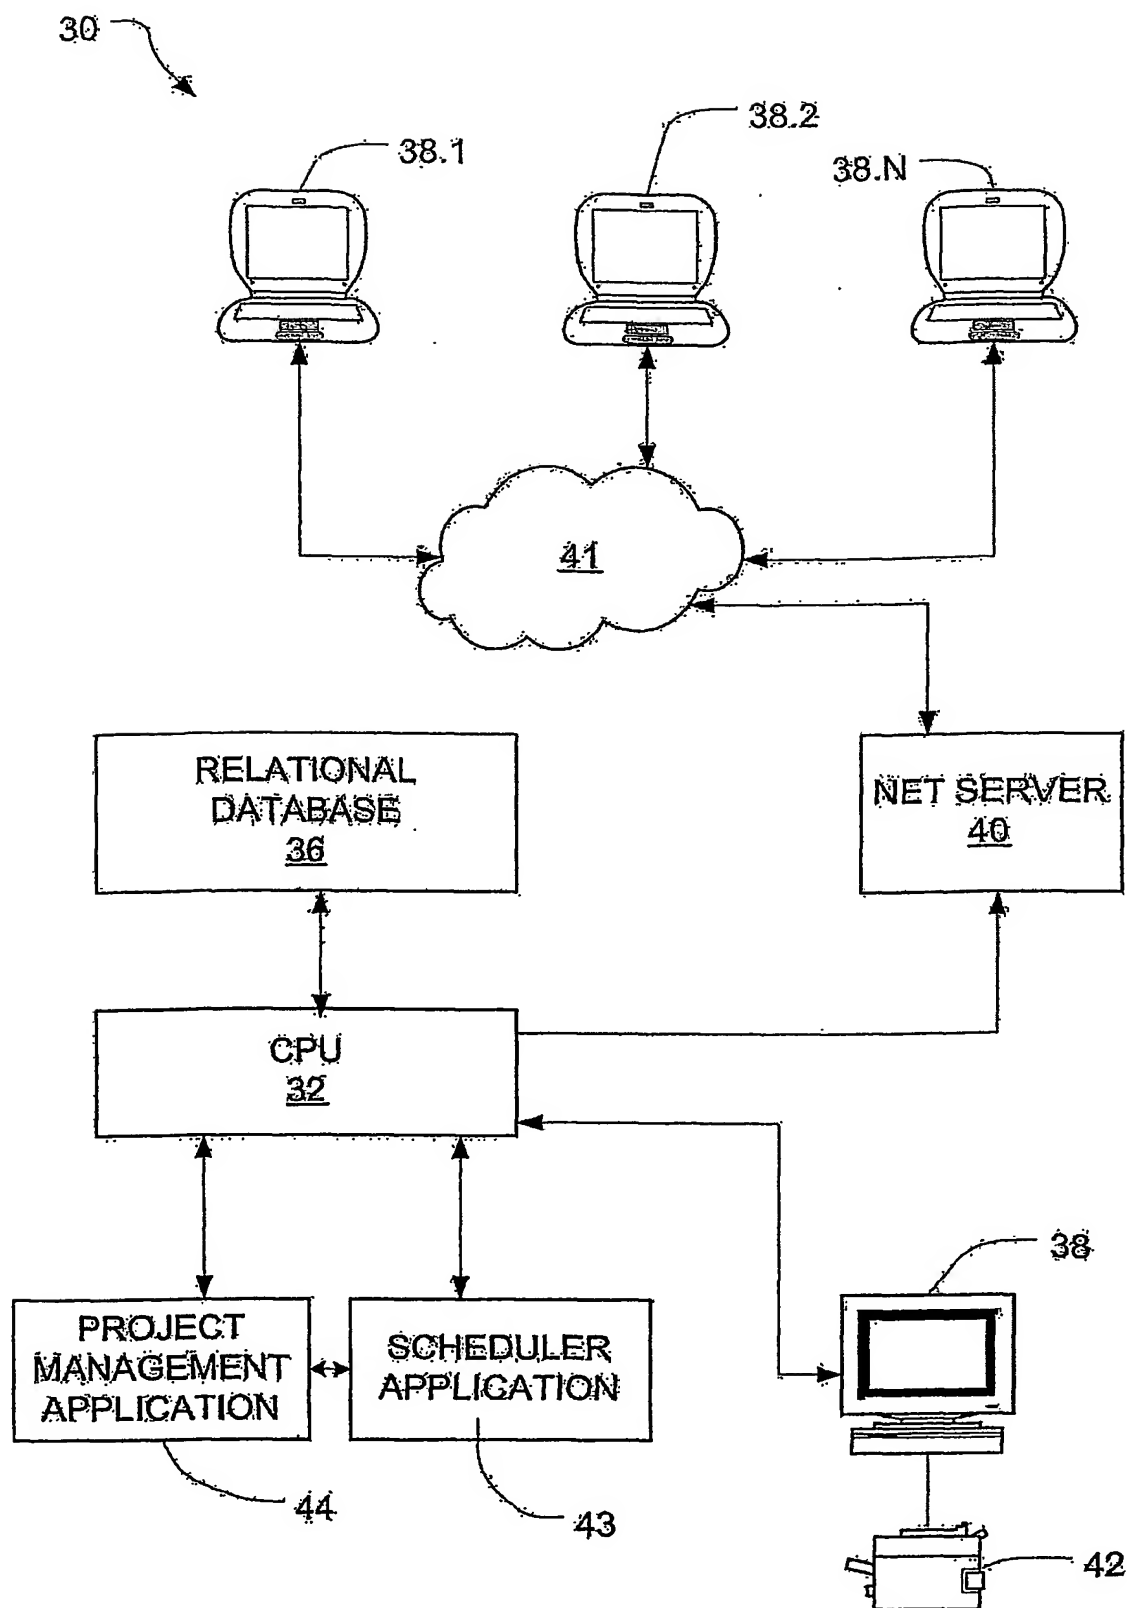 30
38.1
38.2
38.N
41
RELATIONAL
DATABASE
36
NET SERVER
40
CPU
32
38
PROJECT
MANAGEMENT
APPLICATION
SCHEDULER
APPLICATION
44
43
42